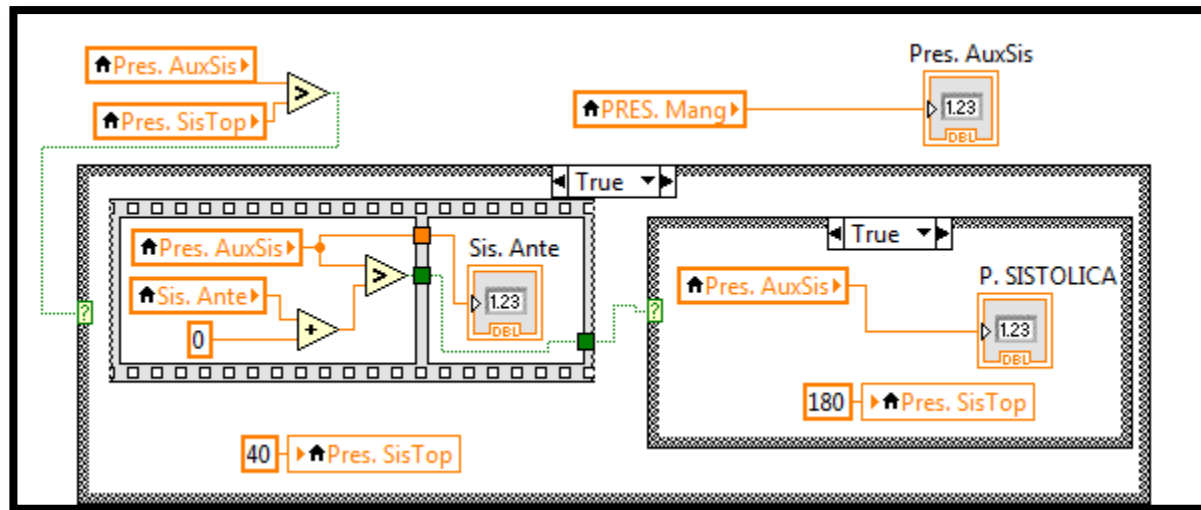 Pres. AuxSis
>
Pres. SisTop
PRES. Mang
Pres. AuxSis
1.23
DBL
True
?
Pres. AuxSis
Sis. Ante
0
>
+
Sis. Ante
1.23
DBL
40
Pres. SisTop
True
?
Pres. AuxSis
P. SISTOLICA
1.23
DBL
180
Pres. SisTop